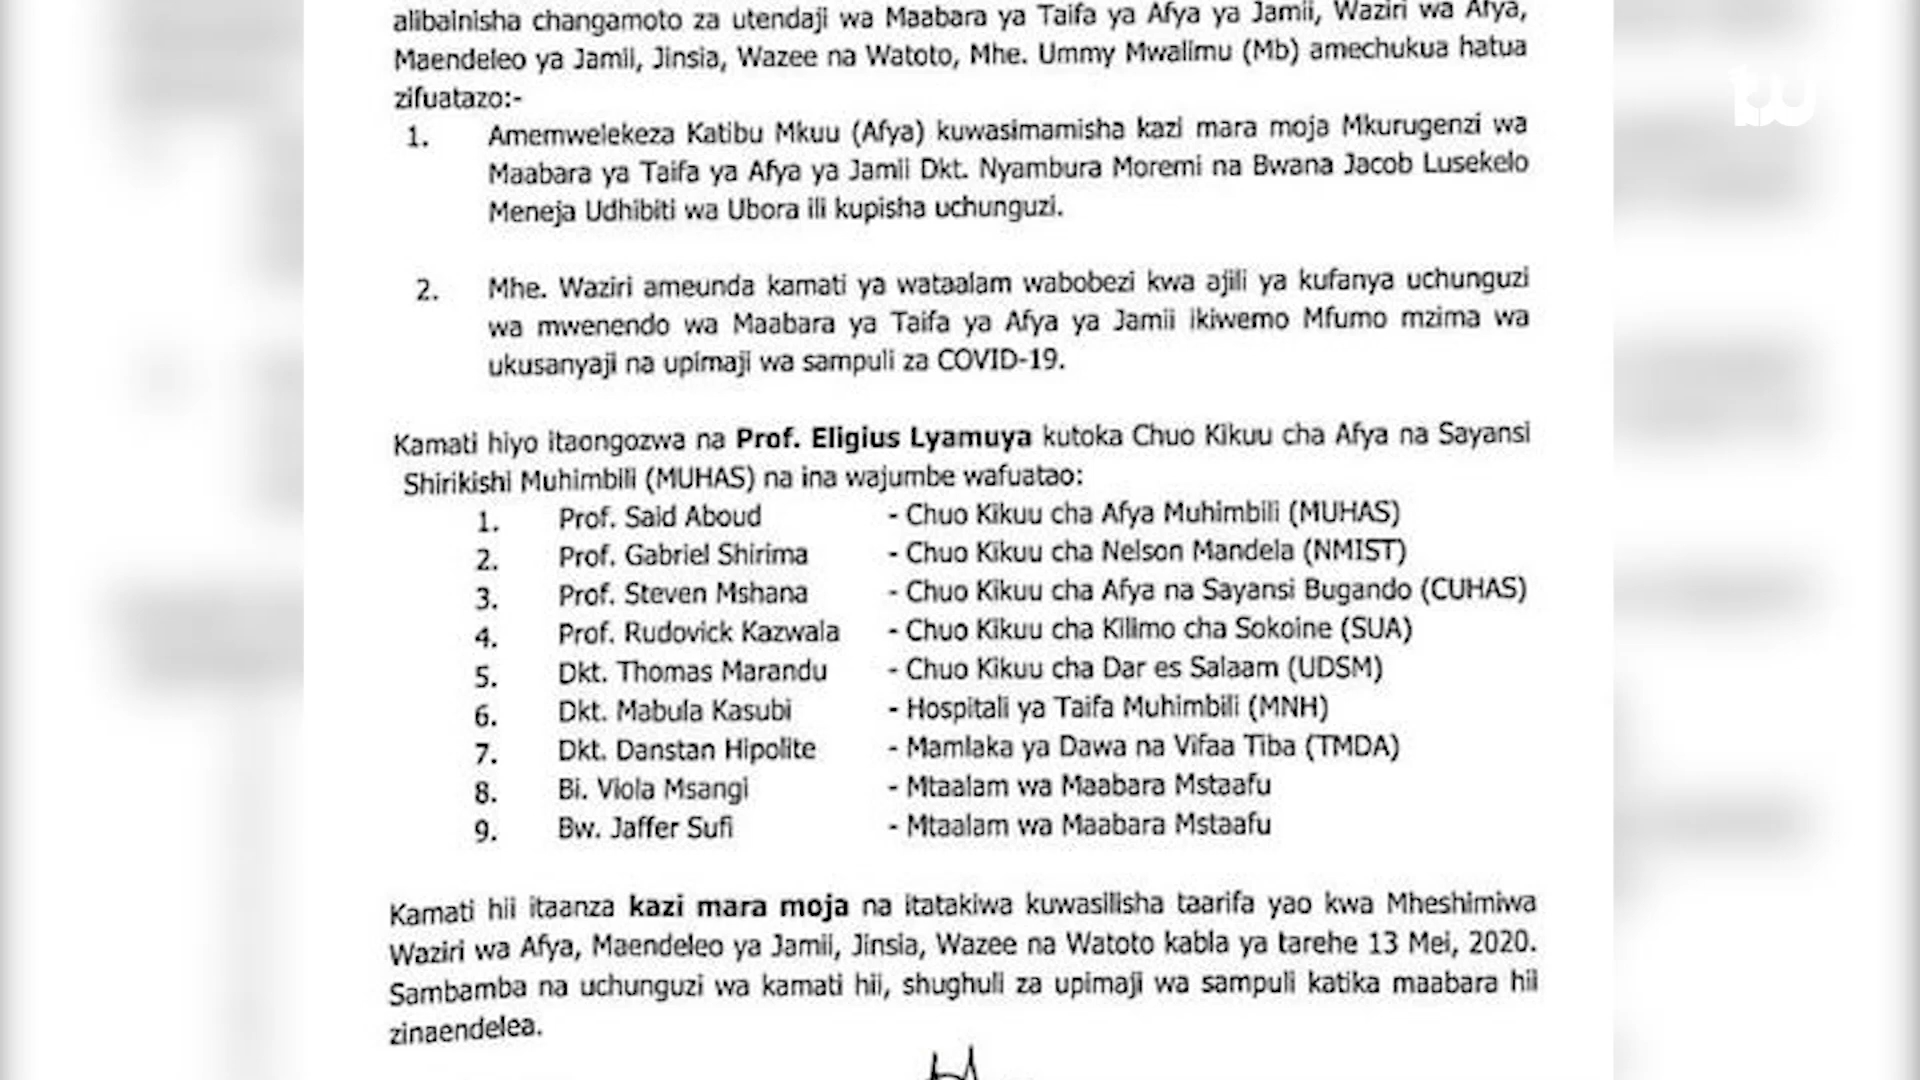 alibainisha changamoto za utendaji wa Maabara ya Taifa ya Afya ya Jamii, Waziri wa Afya,
Maendeleo ya Jamii, Jinsia, Wazee na Watoto, Mhe. Ummy Mwalimu (Mb) amechukua hatua
zifuatazo:-
1. Amemwelekeza Katibu Mkuu (Afya) kuwasimamisha kazi mara moja Mkurugenzi wa
Maabara ya Taifa ya Afya ya Jamii Dkt. Nyambura Moremi na Bwana Jacob Lusekelo
Meneja Udhibiti wa Ubora ili kupisha uchunguzi.
2. Mhe. Waziri ameunda kamati ya wataalam wabobezi kwa ajili ya kufanya uchunguzi
wa mwenendo wa Maabara ya Taifa ya Afya ya Jamii ikiwemo Mfumo mzima wa
ukusanyaji na upimaji wa sampuli za COVID-19.
Kamati hiyo itaongozwa na Prof. Eligius Lyamuya kutoka Chuo Kikuu cha Afya na Sayansi
Shirikishi Muhimbili (MUHAS) na ina wajumbe wafuatao:
1. Prof. Said Aboud - Chuo Kikuu cha Afya Muhimbili (MUHAS)
2. Prof. Gabriel Shirima - Chuo Kikuu cha Nelson Mandela (NMIST)
3. Prof. Steven Mshana - Chuo Kikuu cha Afya na Sayansi Bugando (CUHAS)
4. Prof. Rudovick Kazwala - Chuo Kikuu cha Kilimo cha Sokoine (SUA)
5. Dkt. Thomas Marandu - Chuo Kikuu cha Dar es Salaam (UDSM)
6. Dkt. Mabula Kasubi - Hospitali ya Taifa Muhimbili (MNH)
7. Dkt. Danstan Hipolite - Mamlaka ya Dawa na Vifaa Tiba (TMDA)
8. Bi. Viola Msangi - Mtaalam wa Maabara Mstaafu
9. Bw. Jaffer Sufi - Mtaalam wa Maabara Mstaafu
Kamati hii itaanza kazi mara moja na itatakiwa kuwasilisha taarifa yao kwa Mheshimiwa
Waziri wa Afya, Maendeleo ya Jamii, Jinsia, Wazee na Watoto kabla ya tarehe 13 Mei, 2020.
Sambamba na uchunguzi wa kamati hii, shughuli za upimaji wa sampuli katika maabara hii
zinaendelea.